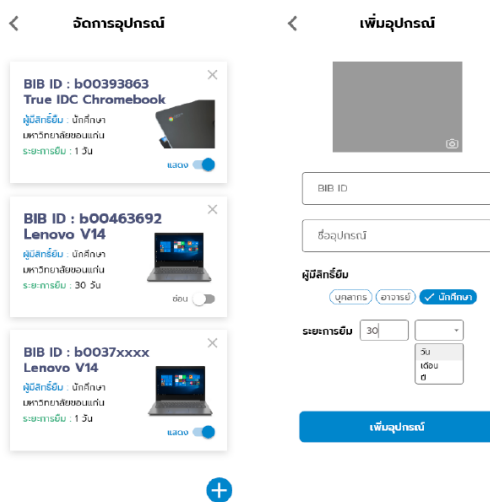 จัดการอุปกรณ์
BIB ID : b00393863
True IDC Chromebook
ผู้มีสิทธิ์ยืม : นักศึกษา
มหาวิทยาลัยขอนแก่น
ระยะการยืม : 1 วัน
แสดง
BIB ID : b00463692
Lenovo V14
ผู้มีสิทธิ์ยืม : นักศึกษา
มหาวิทยาลัยขอนแก่น
ระยะการยืม : 30 วัน
ซ่อน
BIB ID : b0037xxxx
Lenovo V14
ผู้มีสิทธิ์ยืม : นักศึกษา
มหาวิทยาลัยขอนแก่น
ระยะการยืม : 1 วัน
แสดง
เพิ่มอุปกรณ์
BIB ID
ชื่ออุปกรณ์
ผู้มีสิทธิ์ยืม
บุคลากร อาจารย์ นักศึกษา
ระยะการยืม 30
วัน
เดือน
ปี
เพิ่มอุปกรณ์